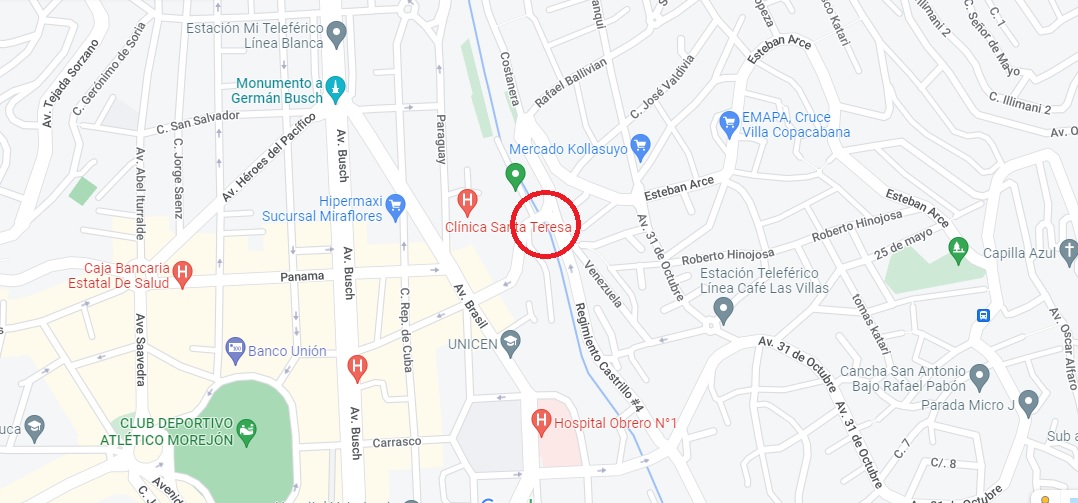 Estación Mi Teleférico
Línea Blanca
Monumento a
Germán Busch
Av. Tejada Sorzano
C. Gerónimo de Soria
C. San Salvador
Av. Héroes del Pacífico
Av. Abel Iturralde
C. Jorge Saenz
Av. Busch
Paraguay
Hipermaxi
Sucursal Miraflores
Costanera
Rafael Ballivian
C. José Valdivia
Esteban Arce
Katari
Illimani 2
C. 1
C. Señor de Mayo
C. Illimani 2
Mercado Kollasuyo
EMAPA, Cruce
Villa Copacabana
Clínica Santa Teresa
Esteban Arce
Esteban Arce
Av. 31 de Octubre
Roberto Hinojosa
Roberto Hinojosa
25 de mayo
Capilla Azul
Caja Bancaria
Estatal De Salud
Panama
Av. Busch
Venezuela
Estación Teleférico
Línea Café Las Villas
Ave Saavedra
Banco Unión
C. Rep. de Cuba
Av. Brasil
UNICEN
Regimiento Castrillo #4
tomas katari
Av. Oscar Alfaro
Av. 31 de Octubre
Cancha San Antonio
Bajo Rafael Pabón
Parada Micro J
CLUB DEPORTIVO
ATLÉTICO MOREJÓN
Av. Busch
Carrasco
Hospital Obrero N°1
Av. 31 de Octubre
C. 7
C/. 8
Sub a
uca
Avenida